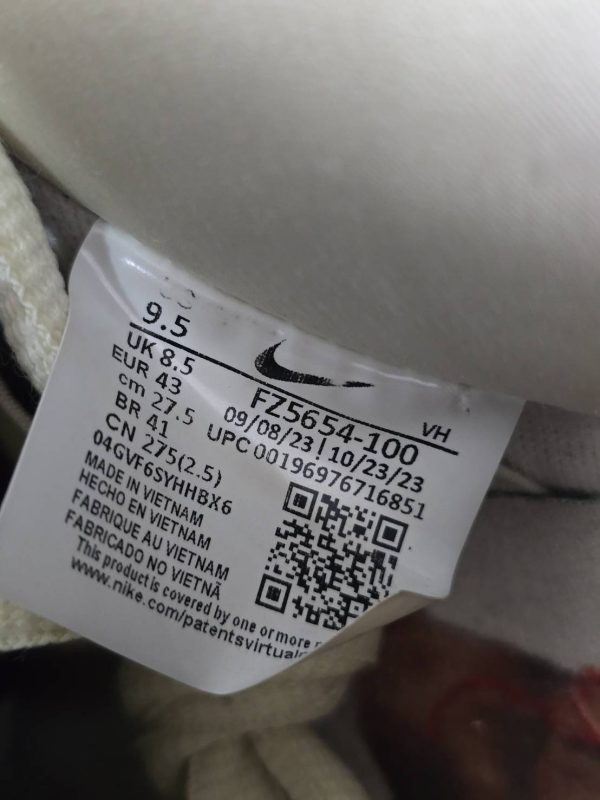 9.5
UK 8.5
EUR 43
cm 27.5
BR 41
CN 275(2.5)
04GVF6SYHHBX6
FZ5654-100
VH
09/08/23 | 10/23/23
UPC 00196976716851
MADE IN VIETNAM
HECHO EN VIETNAM
FABRIQUE AU VIETNAM
FABRICADO NO VIETNÃ
This product is covered by one or more
www.nike.com/patentsvirtual